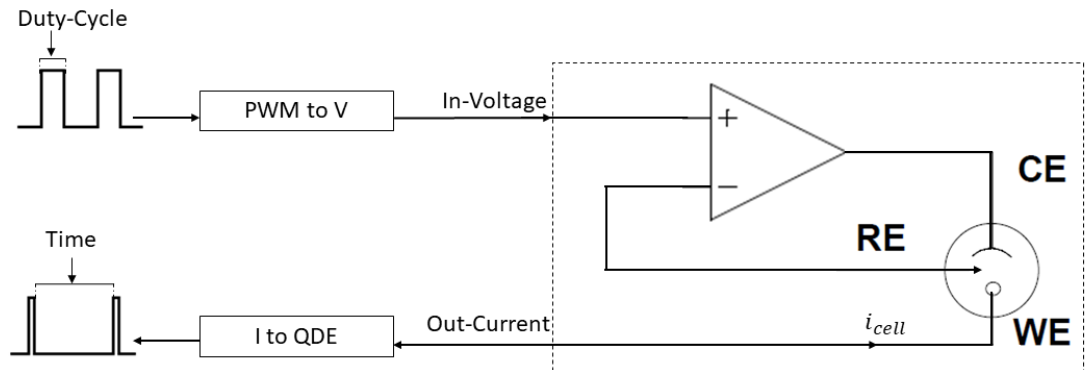 Duty-Cycle
PWM to V
In-Voltage
+
−
CE
RE
Time
I to QDE
Out-Current
i_cell
WE